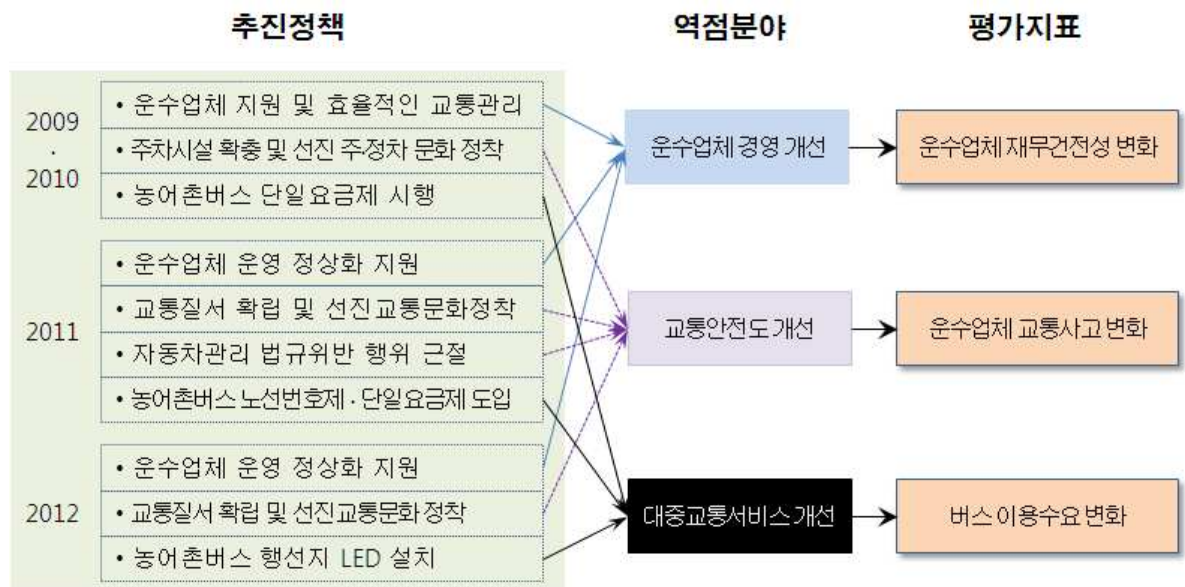 추진정책 역점분야 평가지표
2009
·
2010
• 운수업체 지원 및 효율적인 교통관리
• 주차시설 확충 및 선진 주정차 문화 정착
• 농어촌버스 단일요금제 시행
2011
• 운수업체 운영 정상화 지원
• 교통질서 확립 및 선진교통문화정착
• 자동차관리 법규위반 행위 근절
• 농어촌버스 노선번호제·단일요금제 도입
2012
• 운수업체 운영 정상화 지원
• 교통질서 확립 및 선진교통문화 정착
• 농어촌버스 행선지 LED 설치
운수업체 경영 개선
교통안전도 개선
대중교통서비스 개선
운수업체 재무건전성 변화
운수업체 교통사고 변화
버스 이용수요 변화